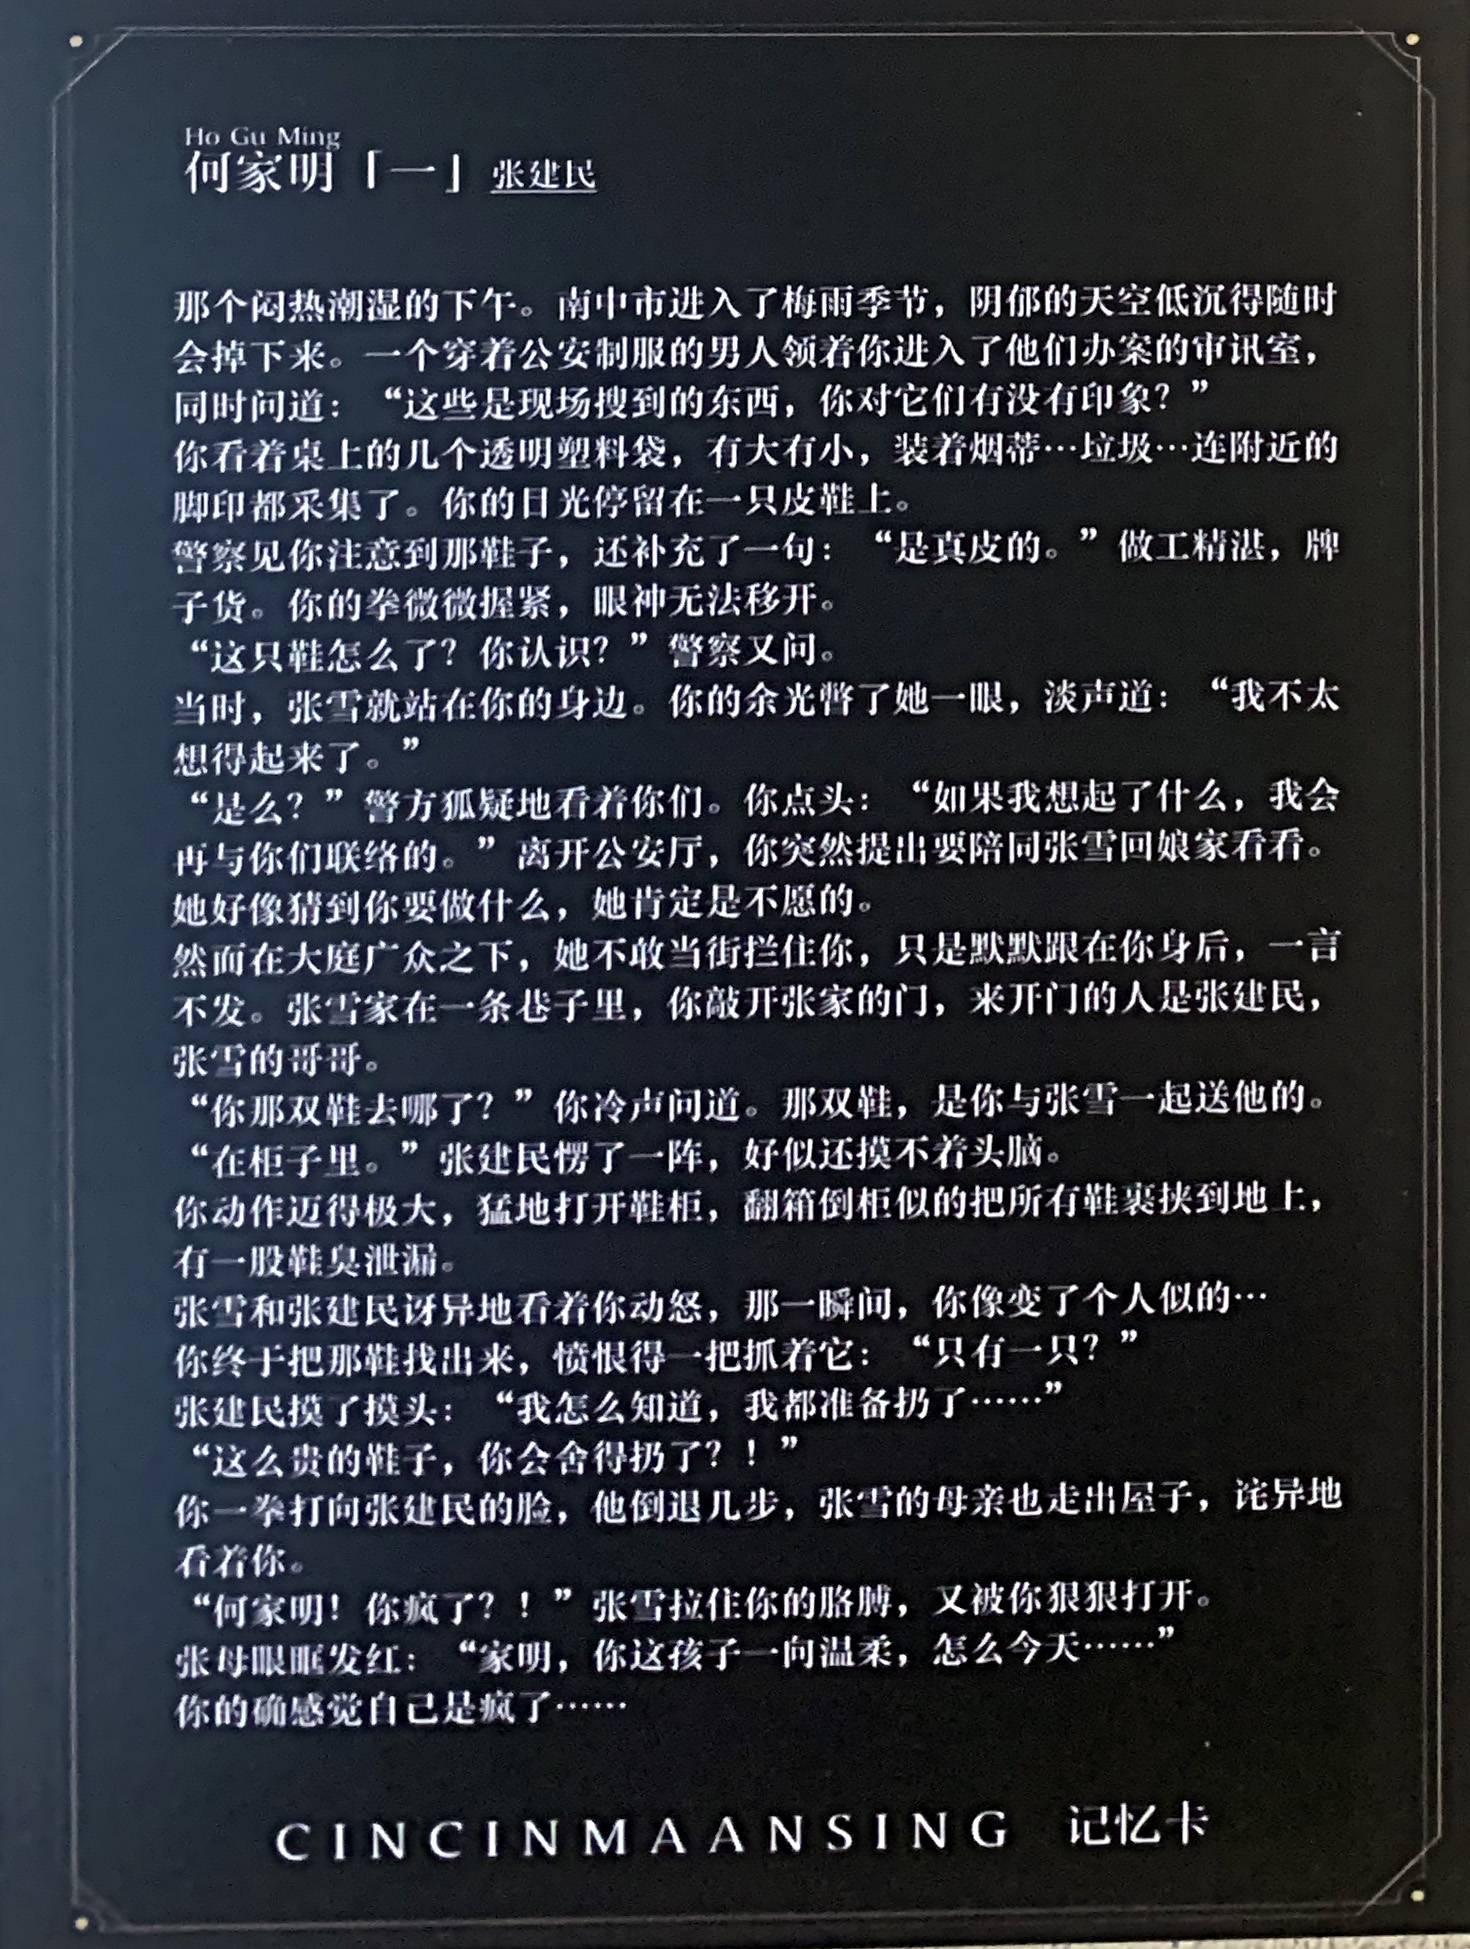 Ho Gu Ming
何家明「一」 张建民
那个闷热潮湿的下午。南中市进入了梅雨季节，阴郁的天空低沉得随时
会掉下来。一个穿着公安制服的男人领着你进入了他们办案的审讯室，
同时问道：“这些是现场搜到的东西，你对它们有没有印象？”
你看着桌上的几个透明塑料袋，有大有小，装着烟蒂…垃圾…连附近的
脚印都采集了。你的目光停留在一只皮鞋上。
警察见你注意到那鞋子，还补充了一句：“是真皮的。”做工精湛，牌
子货。你的拳微微握紧，眼神无法移开。
“这只鞋怎么了？你认识？”警察又问。
当时，张雪就站在你的身边。你的余光瞥了她一眼，淡声道：“我不太
想得起来了。”
“是么？”警方狐疑地看着你们。你点头：“如果我想起了什么，我会
再与你们联络的。”离开公安厅，你突然提出要陪同张雪回娘家看看。
她好像猜到你要做什么，她肯定是不愿的。
然而在大庭广众之下，她不敢当街拦住你，只是默默跟在你身后，一言
不发。张雪家在一条巷子里，你敲开张家的门，来开门的人是张建民，
张雪的哥哥。
“你那双鞋去哪了？”你冷声问道。那双鞋，是你与张雪一起送他的。
“在柜子里。”张建民愣了一阵，好似还摸不着头脑。
你动作迈得极大，猛地打开鞋柜，翻箱倒柜似的把所有鞋裹挟到地上，
有一股鞋臭泄漏。
张雪和张建民讶异地看着你动怒，那一瞬间，你像变了个人似的…
你终于把那鞋找出来，愤恨得一把抓着它：“只有一只？”
张建民摸了摸头：“我怎么知道，我都准备扔了……”
“这么贵的鞋子，你会舍得扔了？！”
你一拳打向张建民的脸，他倒退几步，张雪的母亲也走出屋子，诧异地
看着你。
“何家明！你疯了？！”张雪拉住你的胳膊，又被你狠狠打开。
张母眼眶发红：“家明，你这孩子一向温柔，怎么今天……”
你的确感觉自己是疯了……
CINCINMAANSING 记忆卡